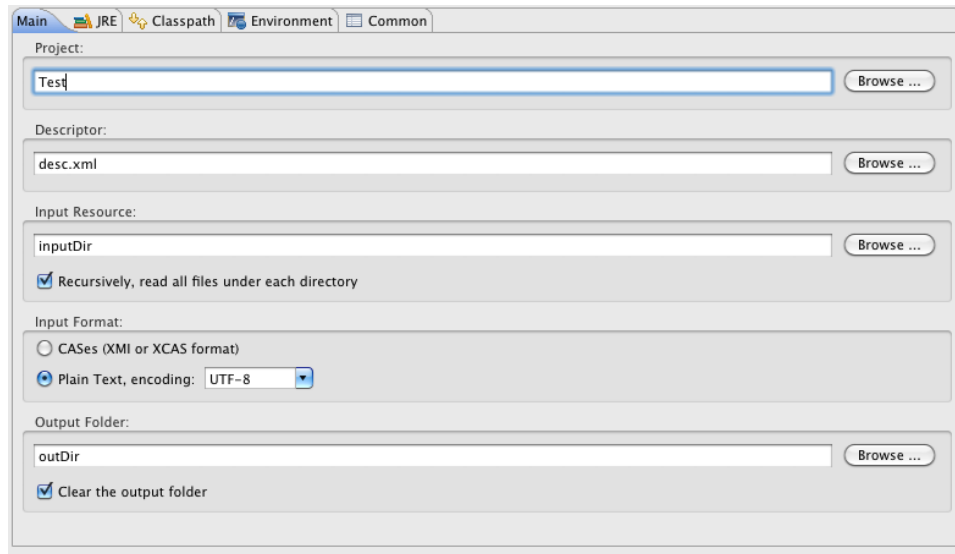 Main JRE Classpath Environment Common
Project:
Test Browse ...
Descriptor:
desc.xml Browse ...
Input Resource:
inputDir Browse ...
Recursively, read all files under each directory
Input Format:
CASes (XMI or XCAS format)
Plain Text, encoding: UTF-8
Output Folder:
outDir Browse ...
Clear the output folder